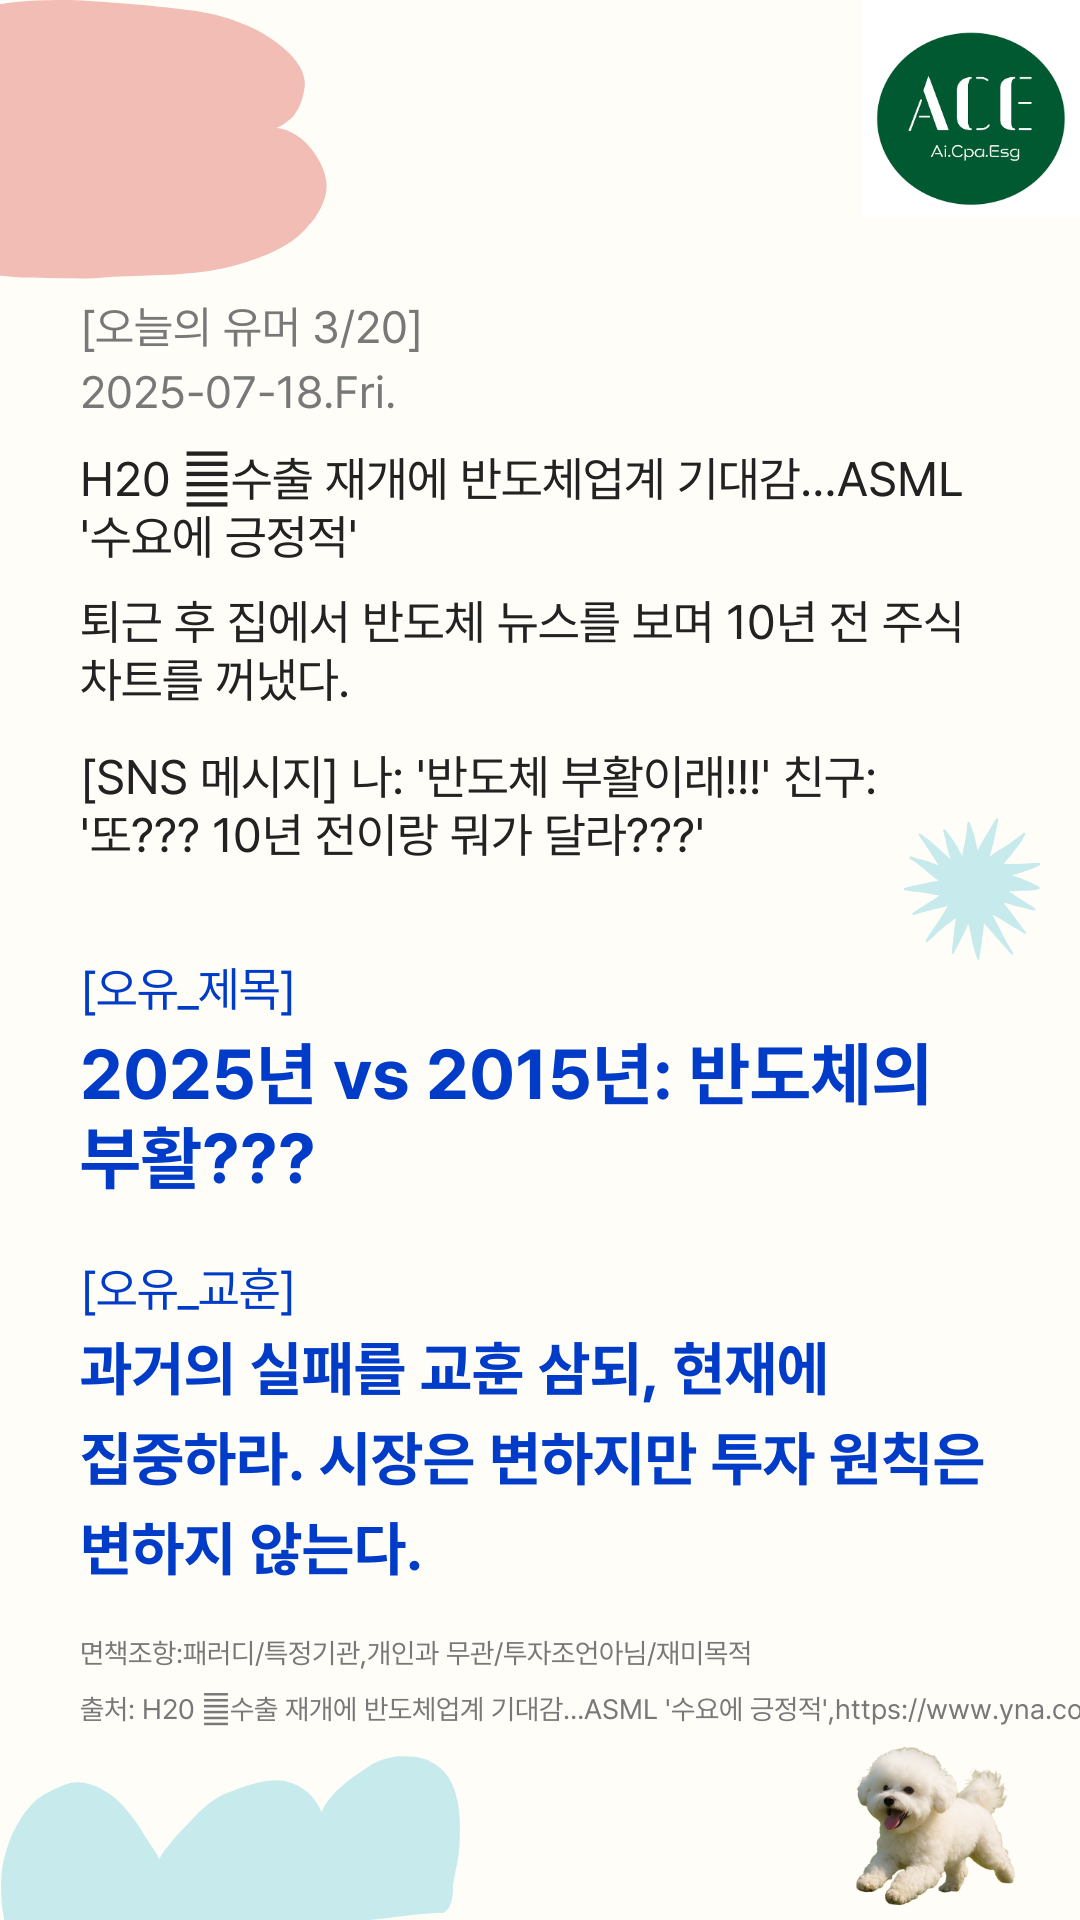 ACE
Ai.Cpa.Esg
[오늘의 유머 3/20]
2025-07-18.Fri.
H20 ䷀수출 재개에 반도체업계 기대감...ASML
'수요에 긍정적'
퇴근 후 집에서 반도체 뉴스를 보며 10년 전 주식
차트를 꺼냈다.
[SNS 메시지] 나: '반도체 부활이래!!!' 친구:
'또??? 10년 전이랑 뭐가 달라???'
[오유_제목]
2025년 vs 2015년: 반도체의
부활???
[오유_교훈]
과거의 실패를 교훈 삼되, 현재에
집중하라. 시장은 변하지만 투자 원칙은
변하지 않는다.
면책조항:패러디/특정기관,개인과 무관/투자조언아님/재미목적
출처: H20 ䷀수출 재개에 반도체업계 기대감...ASML '수요에 긍정적',https://www.yna.co